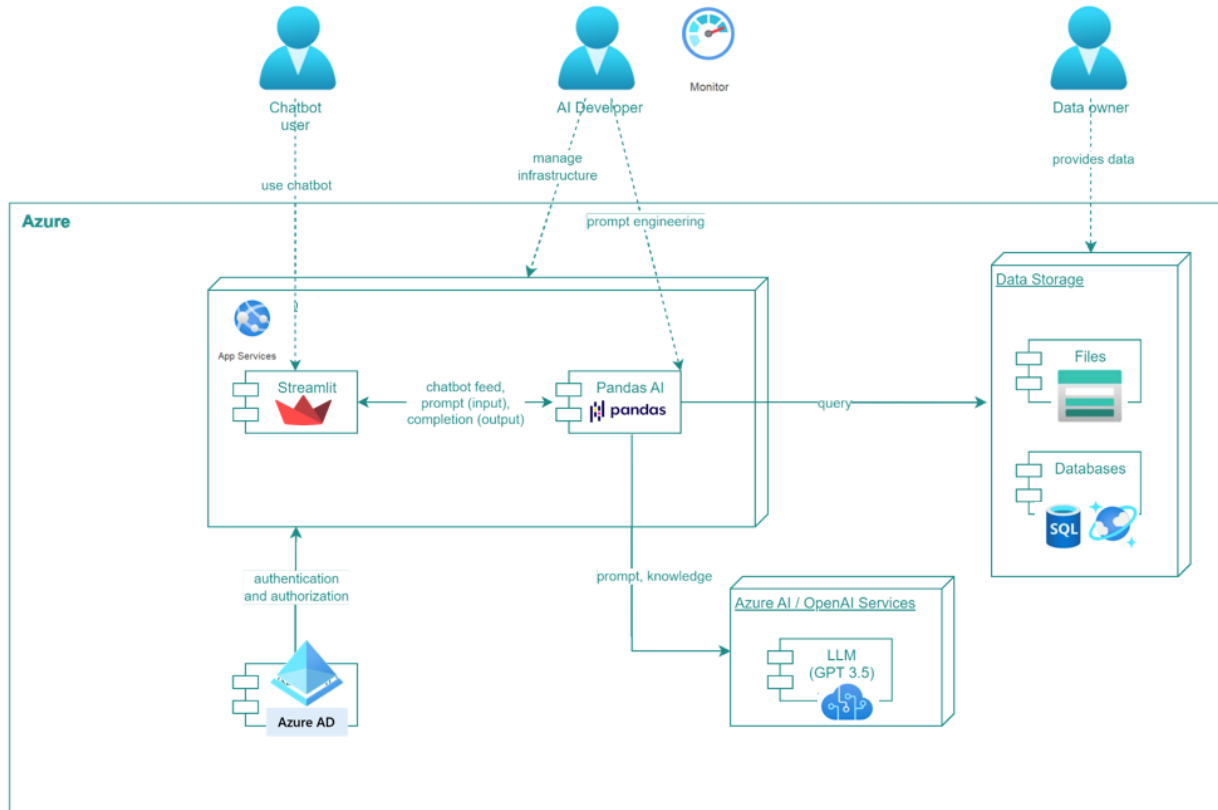 Monitor
Chatbot
user
AI Developer
Data owner
manage
infrastructure
provides data
use chatbot
prompt engineering
Azure
Data Storage
App Services
Files
Streamlit
chatbot feed,
prompt (input),
completion (output)
Pandas AI
pandas
query
Databases
SQL
authentication
and authorization
prompt, knowledge
Azure AI / OpenAI Services
LLM
(GPT 3.5)
Azure AD